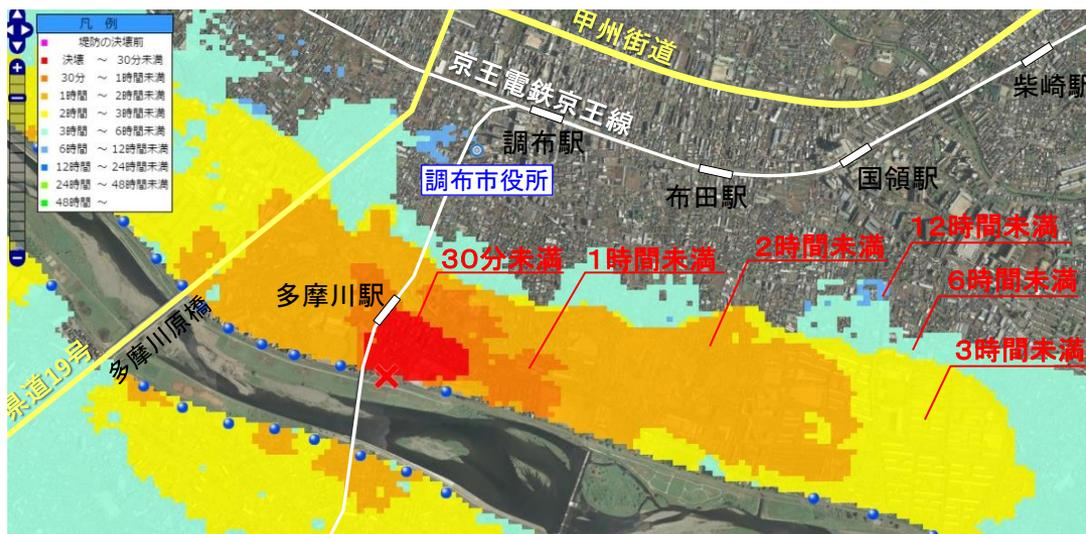 凡 例
堤防の決壊前
決壊 ～ 30分未満
30分 ～ 1時間未満
1時間 ～ 2時間未満
2時間 ～ 3時間未満
3時間 ～ 6時間未満
6時間 ～ 12時間未満
12時間 ～ 24時間未満
24時間 ～ 48時間未満
48時間 ～
甲州街道
京王電鉄京王線
柴崎駅
調布駅
国領駅
布田駅
調布市役所
12時間未満
30分未満
1時間未満
2時間未満
6時間未満
多摩川駅
多摩川原橋
3時間未満
県道19号